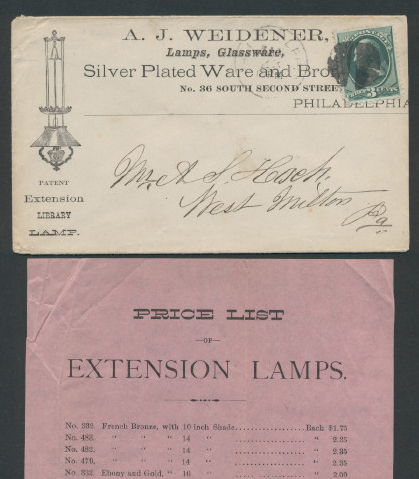 A. J. WEIDENER,
Lamps, Glassware,
Silver Plated Ware and Bro
No. 36 SOUTH SECOND STREE
PHILADELPHIA
PATENT
Extension
LIBRARY
LAMP.
Mr. A. S. Hoch.
West Milton
Pa
PRICE LIST
—OF—
EXTENSION LAMPS.
No. 332. French Bronze, with 10 inch Shade.................. Each $1.75
No. 483. " " " 14 " .................. " 2.35
No. 482. " " " 14 " .................. " 2.35
No. 476. " " " 14 " .................. " 2.35
No. 332 Ebony and Gold, " 10 " .................. " 2.00